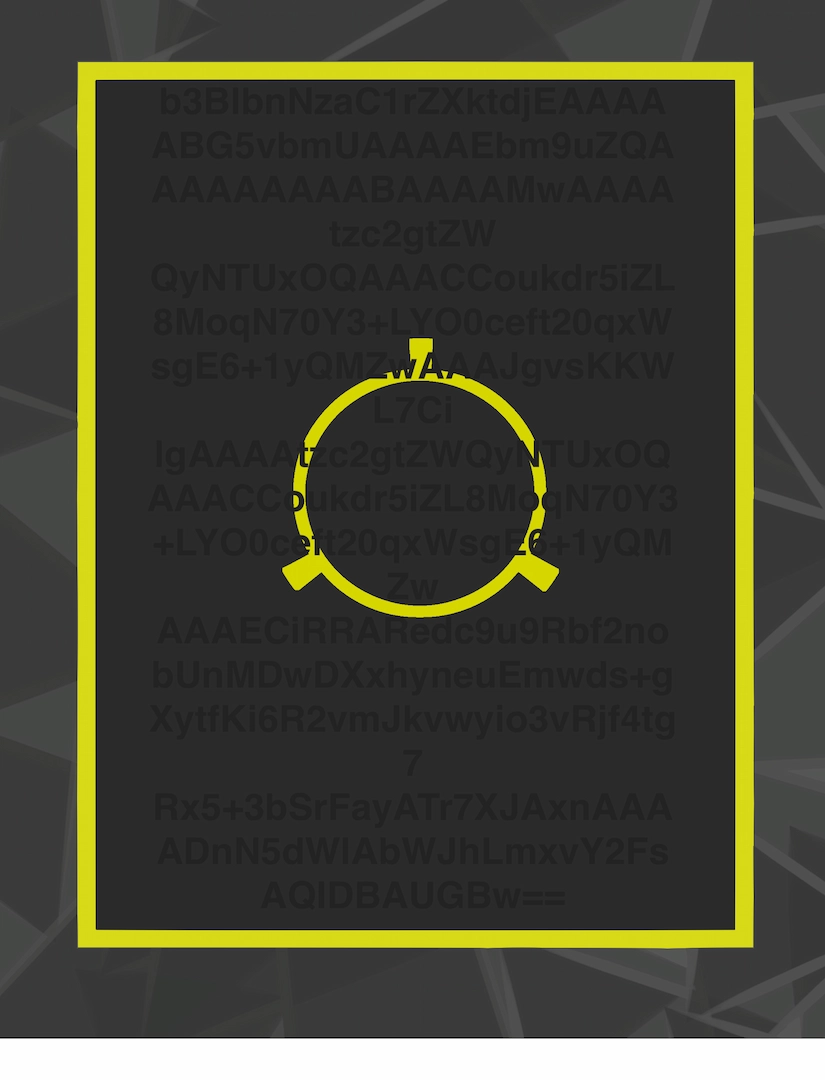 b3BlbnNzaC1rZXktdjEAAAA
ABG5vbmUAAAAEbm9uZQA
AAAAAAAABAAAAMwAAAA
tzc2gtZW
QyNTUxOQAAACCoukdr5iZL
8MoqN70Y3+LYO0ceft20qxW
sgE6+1yQMZwAAAJgvsKKW
L7Ci
lgAAAAtzc2gtZWQyNTUxOQ
AAACCoukdr5iZL8MoqN70Y3
+LYO0ceft20qxWsgE6+1yQM
Zw
AAAECiRRARedc9u9Rbf2no
bUnMDwDXxhyneuEmwds+g
XytfKi6R2vmJkvwyio3vRjf4tg
7
Rx5+3bSrFayATr7XJAxnAAA
ADnN5dWlAbWJhLmxvY2Fs
AQIDBAUGBw==